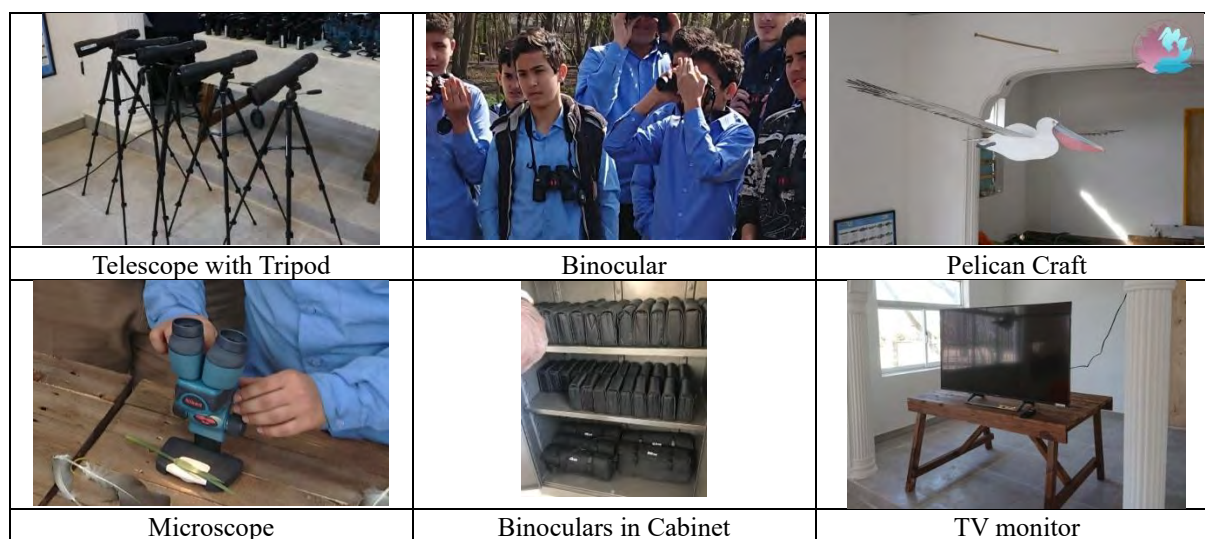 Telescope with Tripod
Binocular
Pelican Craft
Microscope
Binoculars in Cabinet
TV monitor